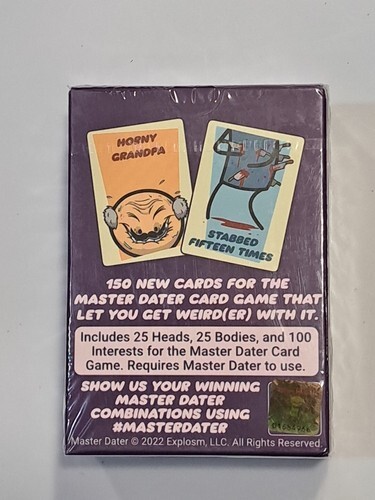 HORNY
GRANDPA
STABBED
FIFTEEN TIMES
150 NEW CARDS FOR THE
MASTER DATER CARD GAME THAT
LET YOU GET WEIRD(ER) WITH IT.
Includes 25 Heads, 25 Bodies, and 100
Interests for the Master Dater Card
Game. Requires Master Dater to use.
SHOW US YOUR WINNING
MASTER DATER
COMBINATIONS USING
#MASTERDATER
Master Dater © 2022 Explosm, LLC. All Rights Reserved.